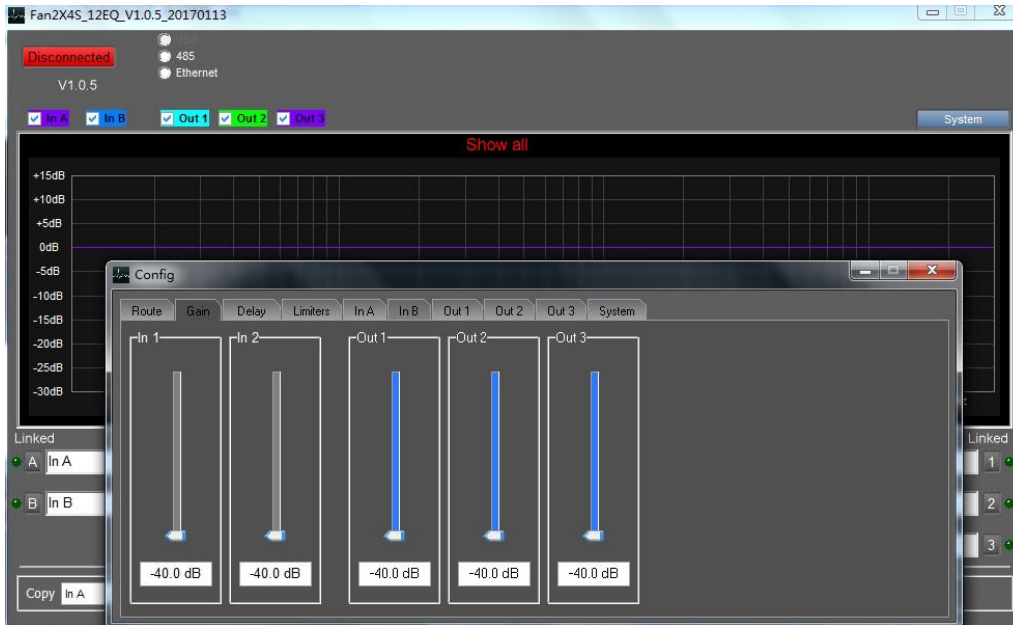 Fan2X4S_12EQ_V1.0.5_20170113
Disconnected
USB
485
Ethernet
V1.0.5
In A In B Out 1 Out 2 Out 3
System
Show all
+15dB
+10dB
+5dB
0dB
-5dB
-10dB
-15dB
-20dB
-25dB
-30dB
Config
Route Gain Delay Limiters In A In B Out 1 Out 2 Out 3 System
In 1 In 2 Out 1 Out 2 Out 3
-40.0 dB -40.0 dB -40.0 dB -40.0 dB -40.0 dB
Linked
Linked
A In A
1
B In B
2
3
Copy In A